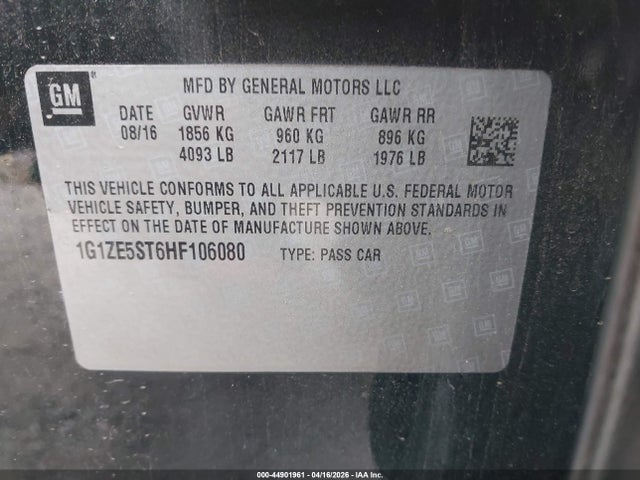 GM
MFD BY GENERAL MOTORS LLC
DATE GVWR GAWR FRT GAWR RR
08/16 1856 KG 960 KG 896 KG
4093 LB 2117 LB 1976 LB
THIS VEHICLE CONFORMS TO ALL APPLICABLE U.S. FEDERAL MOTOR
VEHICLE SAFETY, BUMPER, AND THEFT PREVENTION STANDARDS IN
EFFECT ON THE DATE OF MANUFACTURE SHOWN ABOVE.
1G1ZE5ST6HF106080 TYPE: PASS CAR
000-44901961 - 04/16/2026 - © IAA Inc.